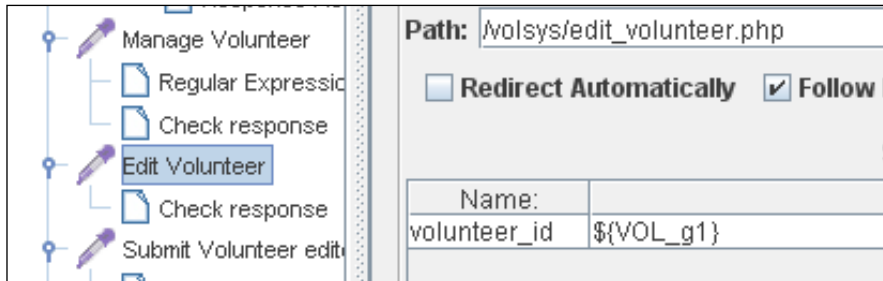 Manage Volunteer
Regular Expressio
Check response
Edit Volunteer
Check response
Submit Volunteer edit
Path: /volsys/edit_volunteer.php
Redirect Automatically Follow
Name:
volunteer_id ${VOL_g1}